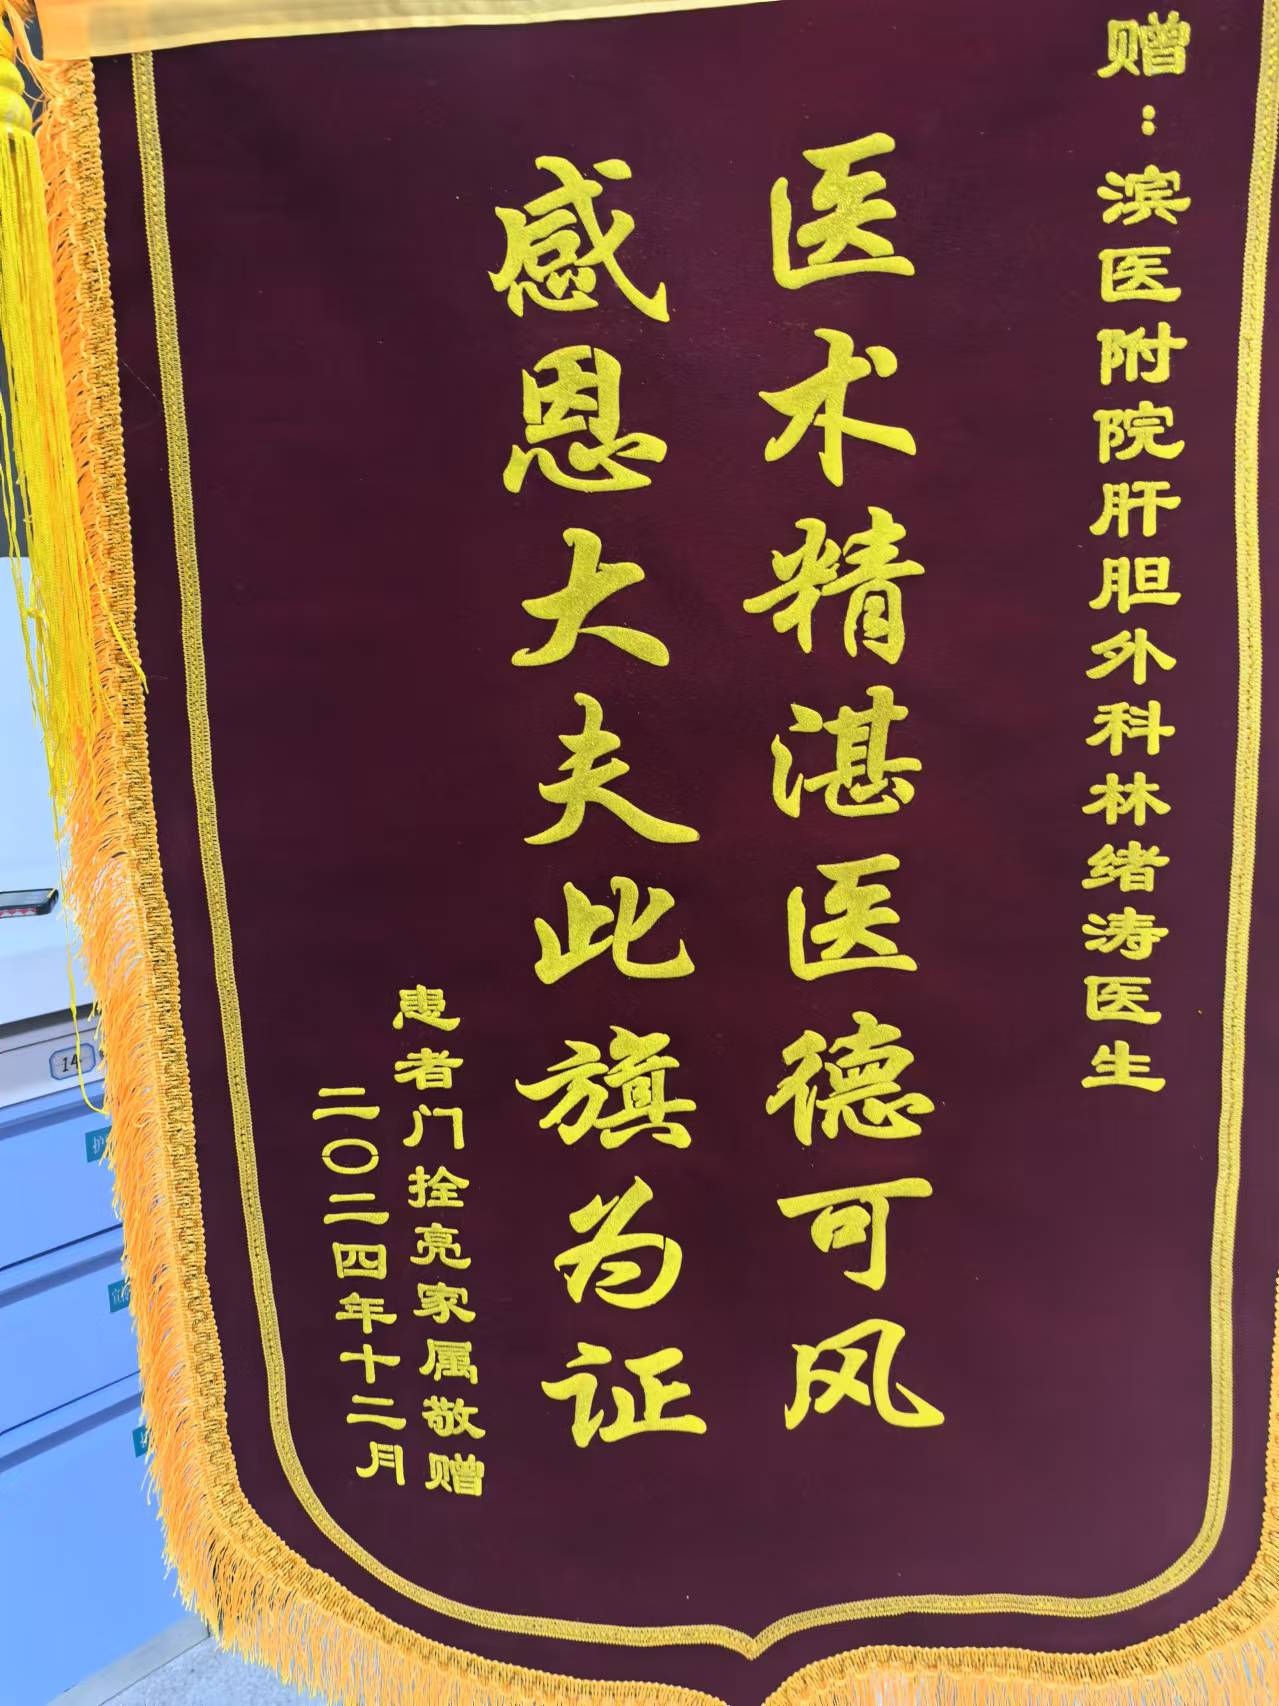 赠：滨医附院肝胆外科林绪涛医生
医术精湛医德可风
感恩大夫此旗为证
患者门拴亮家属敬赠
二〇二四年十二月
14